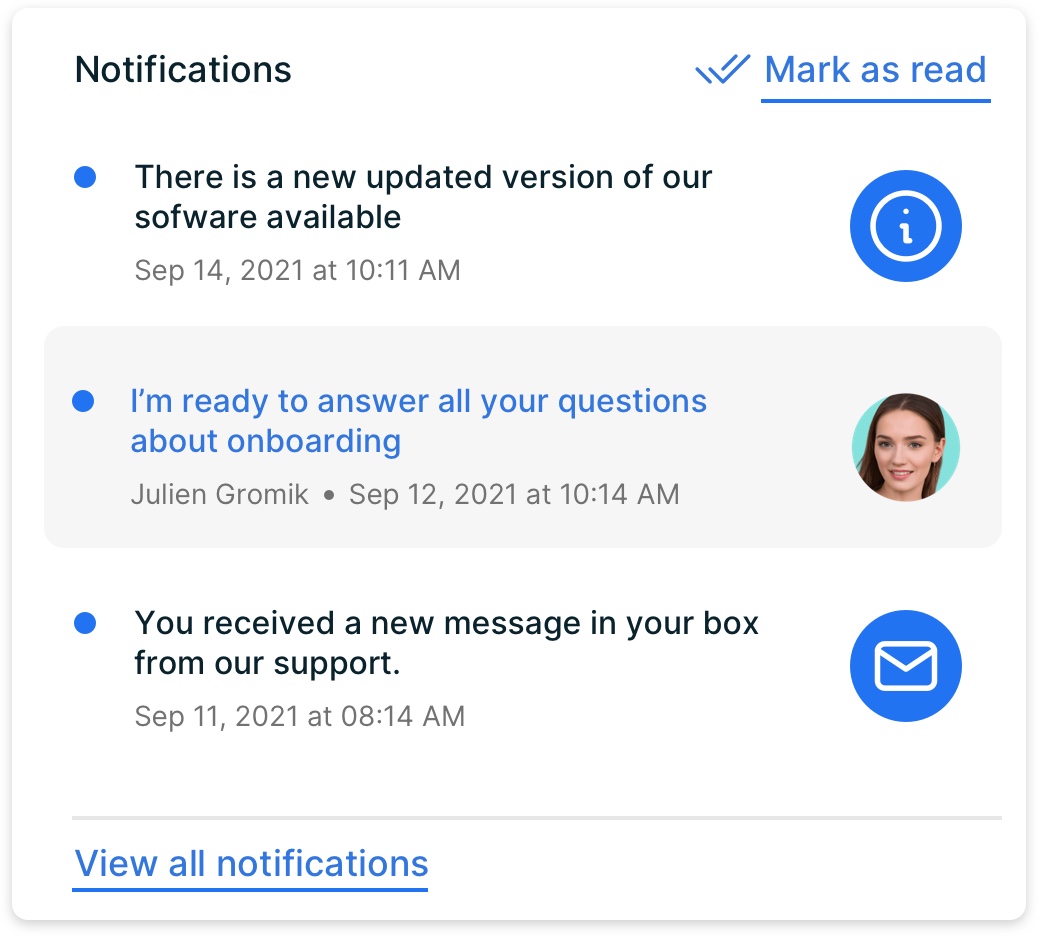 Notifications
Mark as read
There is a new updated version of our
sofware available
Sep 14, 2021 at 10:11 AM
I’m ready to answer all your questions
about onboarding
Julien Gromik • Sep 12, 2021 at 10:14 AM
You received a new message in your box
from our support.
Sep 11, 2021 at 08:14 AM
View all notifications